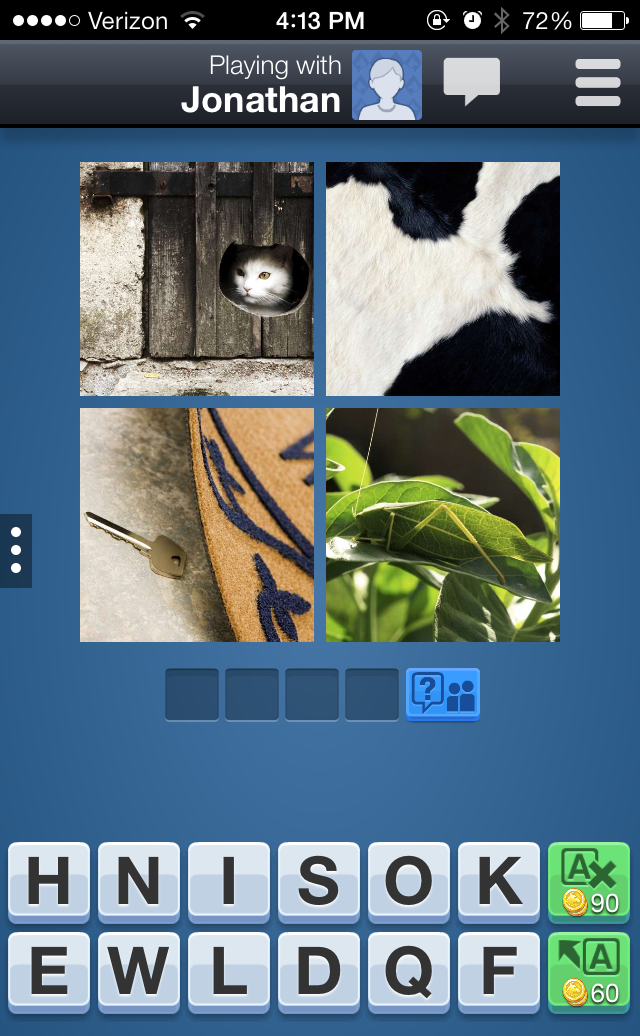 Verizon 4:13 PM 72%
Playing with
Jonathan
?
H N I S O K A 90
E W L D Q F A 60